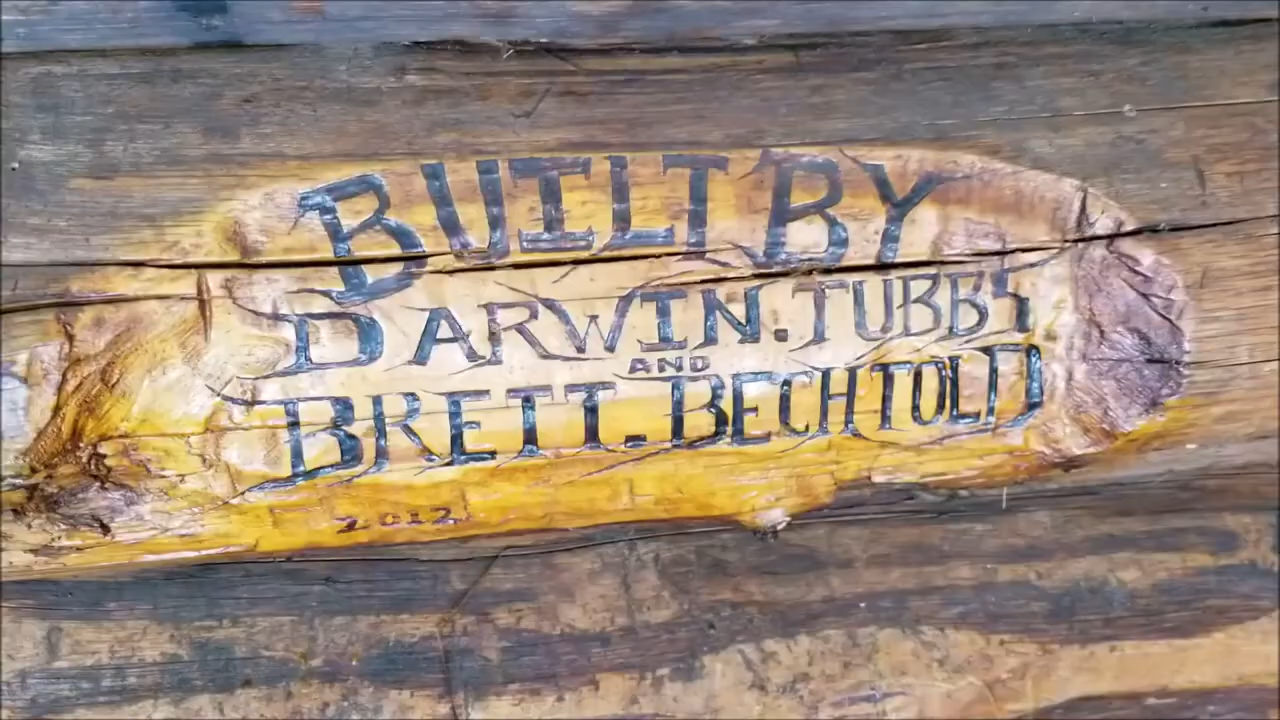 BUILT BY
DARWIN. TUBBS
AND
BRETT. BECHTOLD
2012